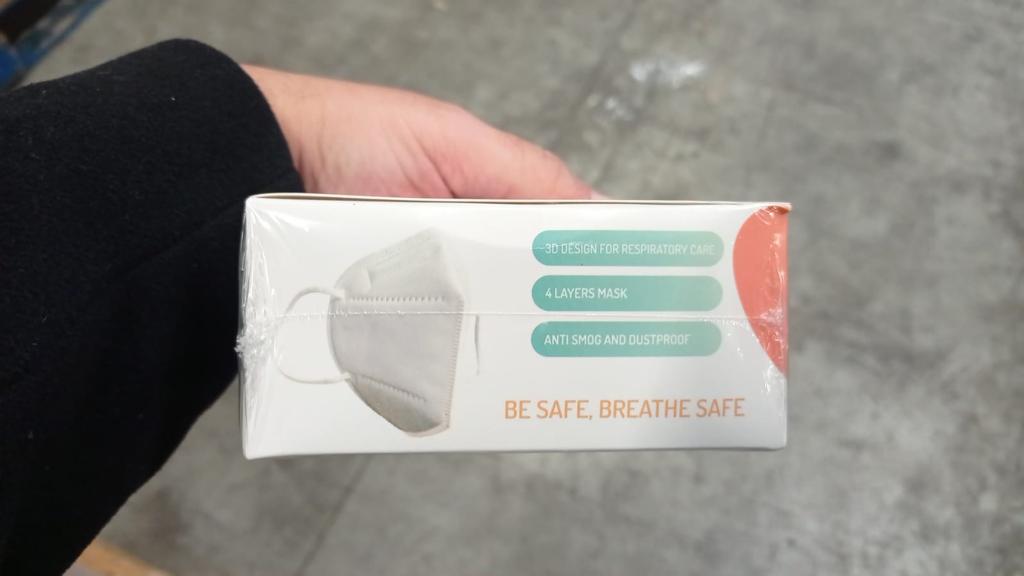 3D DESIGN FOR RESPIRATORY CARE
4 LAYERS MASK
ANTI SMOG AND DUSTPROOF
BE SAFE, BREATHE SAFE